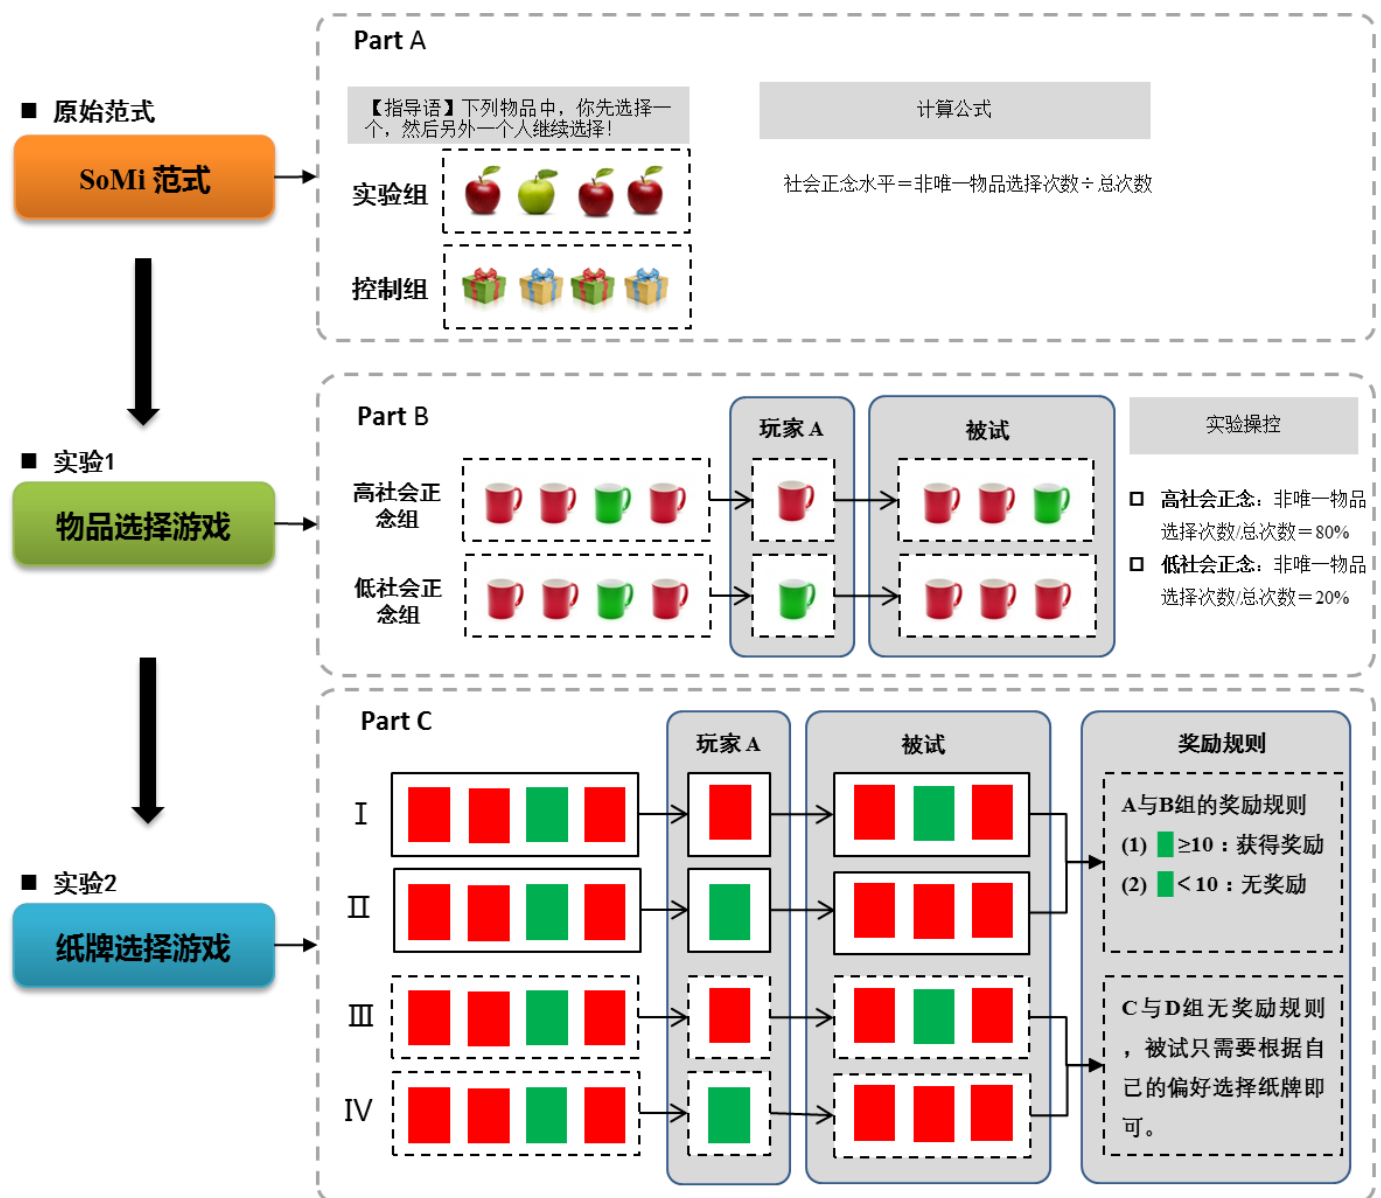 Part A
■ 原始范式
SoMi 范式
【指导语】下列物品中，你先选择一
个，然后另外一个人继续选择！
计算公式
实验组
社会正念水平＝非唯一物品选择次数÷总次数
控制组
Part B
■ 实验1
物品选择游戏
玩家 A
被试
实验操控
高社会正
念组
低社会正
念组
高社会正念：非唯一物品
选择次数/总次数＝80%
低社会正念：非唯一物品
选择次数/总次数＝20%
Part C
■ 实验2
纸牌选择游戏
玩家 A
被试
奖励规则
Ⅰ
Ⅱ
Ⅲ
Ⅳ
A与B组的奖励规则
(1) ≥10：获得奖励
(2) ＜10：无奖励
C与D组无奖励规则
，被试只需要根据自
己的偏好选择纸牌即
可。